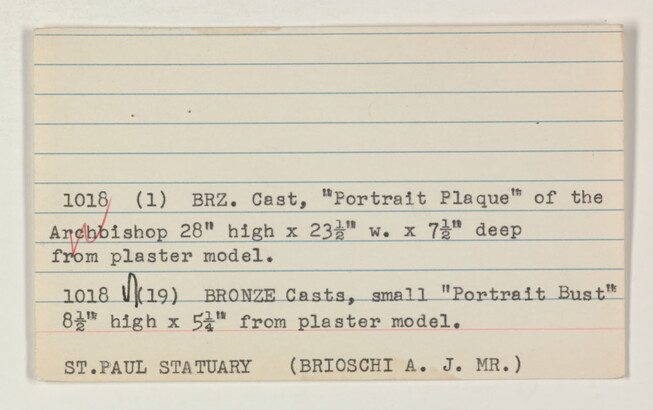 1018 (1) BRZ. Cast, "Portrait Plaque" of the
Archbishop 28" high x 23½" w. x 7½" deep
from plaster model.
1018 (19) BRONZE Casts, small "Portrait Bust"
8½" high x 5¼" from plaster model.
ST.PAUL STATUARY (BRIOSCHI A. J. MR.)